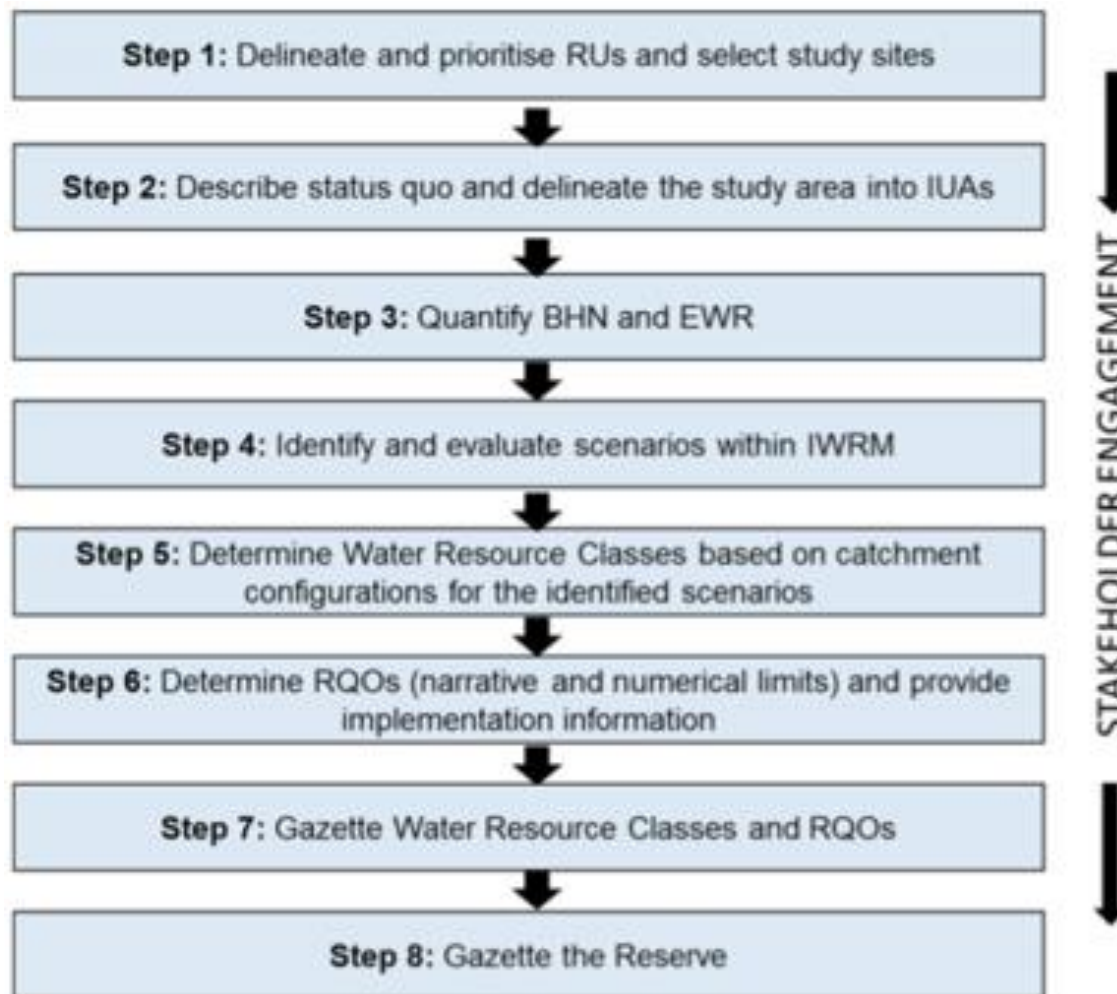 Step 1: Delineate and prioritise RUs and select study sites
Step 2: Describe status quo and delineate the study area into IUAs
Step 3: Quantify BHN and EWR
Step 4: Identify and evaluate scenarios within IWRM
Step 5: Determine Water Resource Classes based on catchment
configurations for the identified scenarios
Step 6: Determine RQOs (narrative and numerical limits) and provide
implementation information
Step 7: Gazette Water Resource Classes and RQOs
Step 8: Gazette the Reserve
STAKEHOLDER ENGAGEMENT